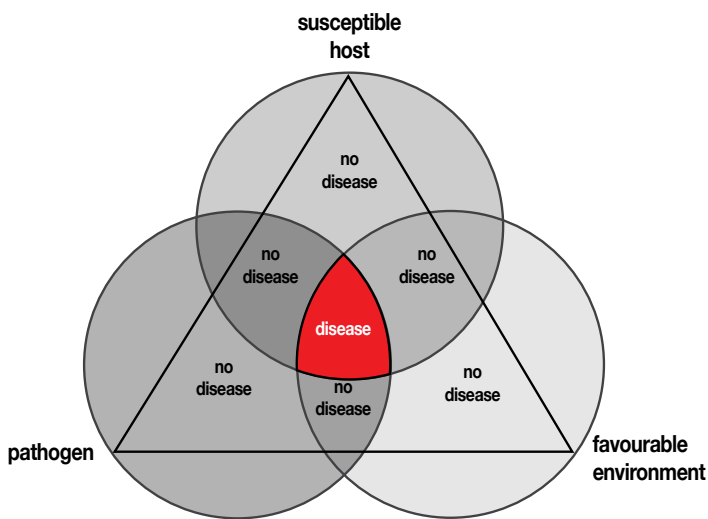 susceptible
host
no
disease
no
disease
no
disease
disease
no
disease
no
disease
no
disease
pathogen
favourable
environment